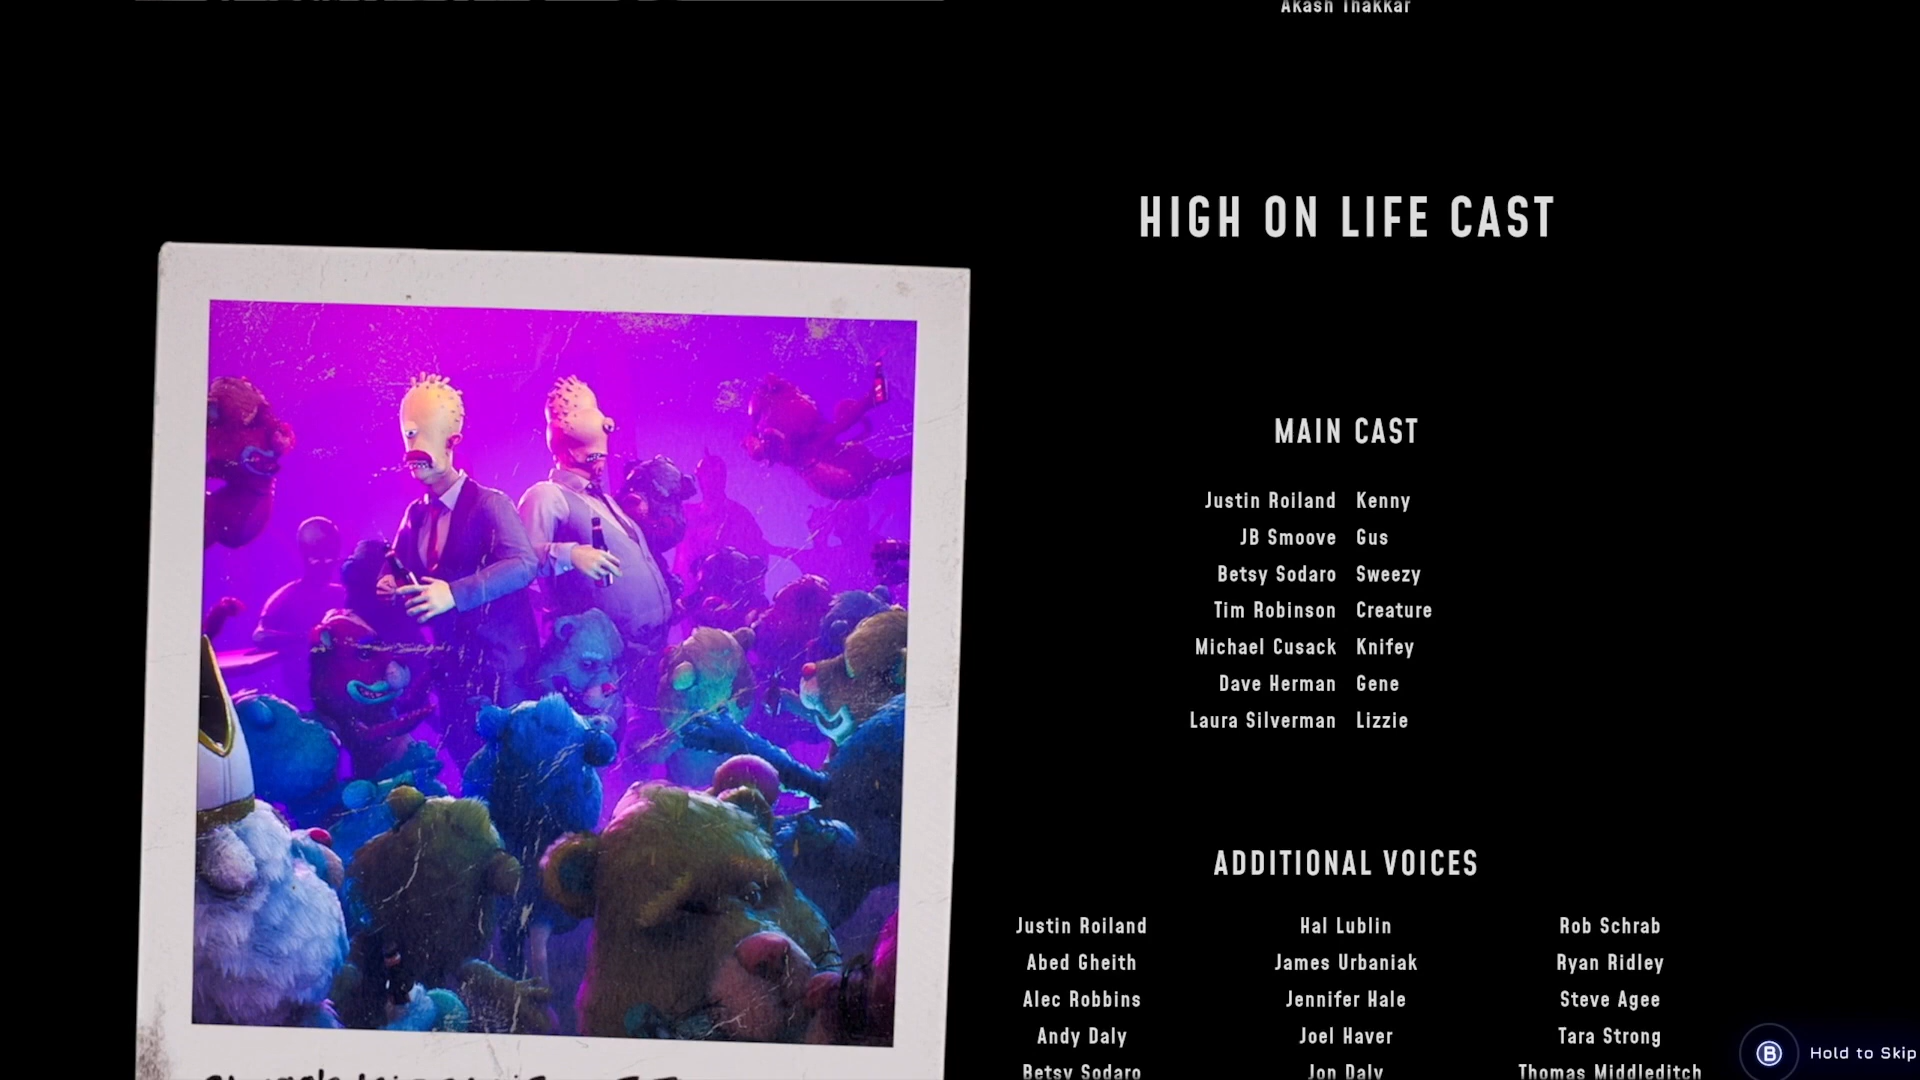 Akash Thakkar
HIGH ON LIFE CAST
MAIN CAST
Justin Roiland Kenny
JB Smoove Gus
Betsy Sodaro Sweezy
Tim Robinson Creature
Michael Cusack Knifey
Dave Herman Gene
Laura Silverman Lizzie
ADDITIONAL VOICES
Justin Roiland Hal Lublin Rob Schrab
Abed Gheith James Urbaniak Ryan Ridley
Alec Robbins Jennifer Hale Steve Agee
Andy Daly Joel Haver Tara Strong
Betsy Sodaro Jon Daly Thomas Middleditch
B Hold to Skip